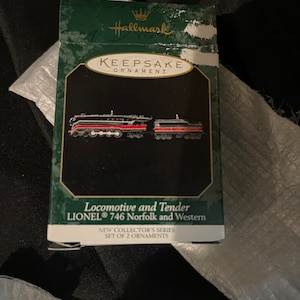 Hallmark
KEEPSAKE
ORNAMENT
Locomotive and Tender
LIONEL® 746 Norfolk and Western
NEW COLLECTOR'S SERIES
SET OF 2 ORNAMENTS